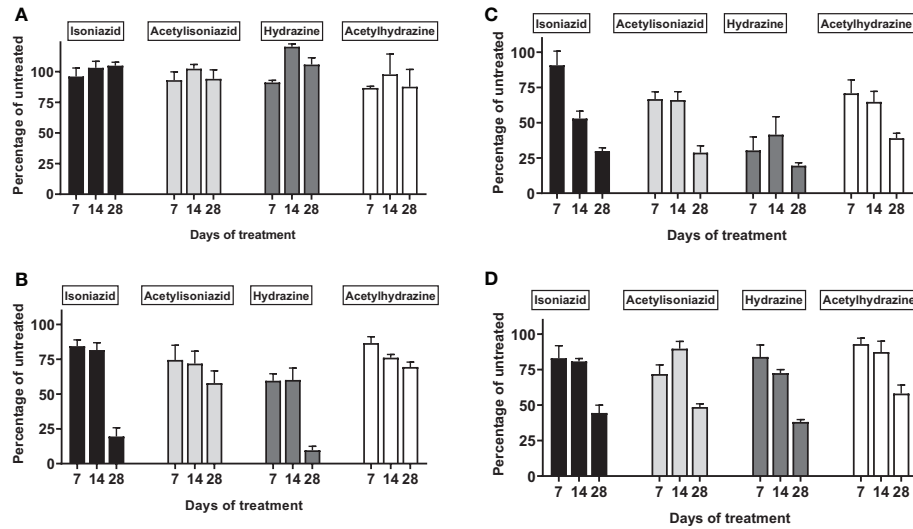 A
Isoniazid Acetylisoniazid Hydrazine Acetylhydrazine
Percentage of untreated
100
75
50
25
0
7 14 28 7 14 28 7 14 28 7 14 28
Days of treatment
B
Isoniazid Acetylisoniazid Hydrazine Acetylhydrazine
Percentage of untreated
100
75
50
25
0
7 14 28 7 14 28 7 14 28 7 14 28
Days of treatment
C
Isoniazid Acetylisoniazid Hydrazine Acetylhydrazine
Percentage of untreated
100
75
50
25
0
7 14 28 7 14 28 7 14 28 7 14 28
Days of treatment
D
Isoniazid Acetylisoniazid Hydrazine Acetylhydrazine
Percentage of untreated
100
75
50
25
0
7 14 28 7 14 28 7 14 28 7 14 28
Days of treatment